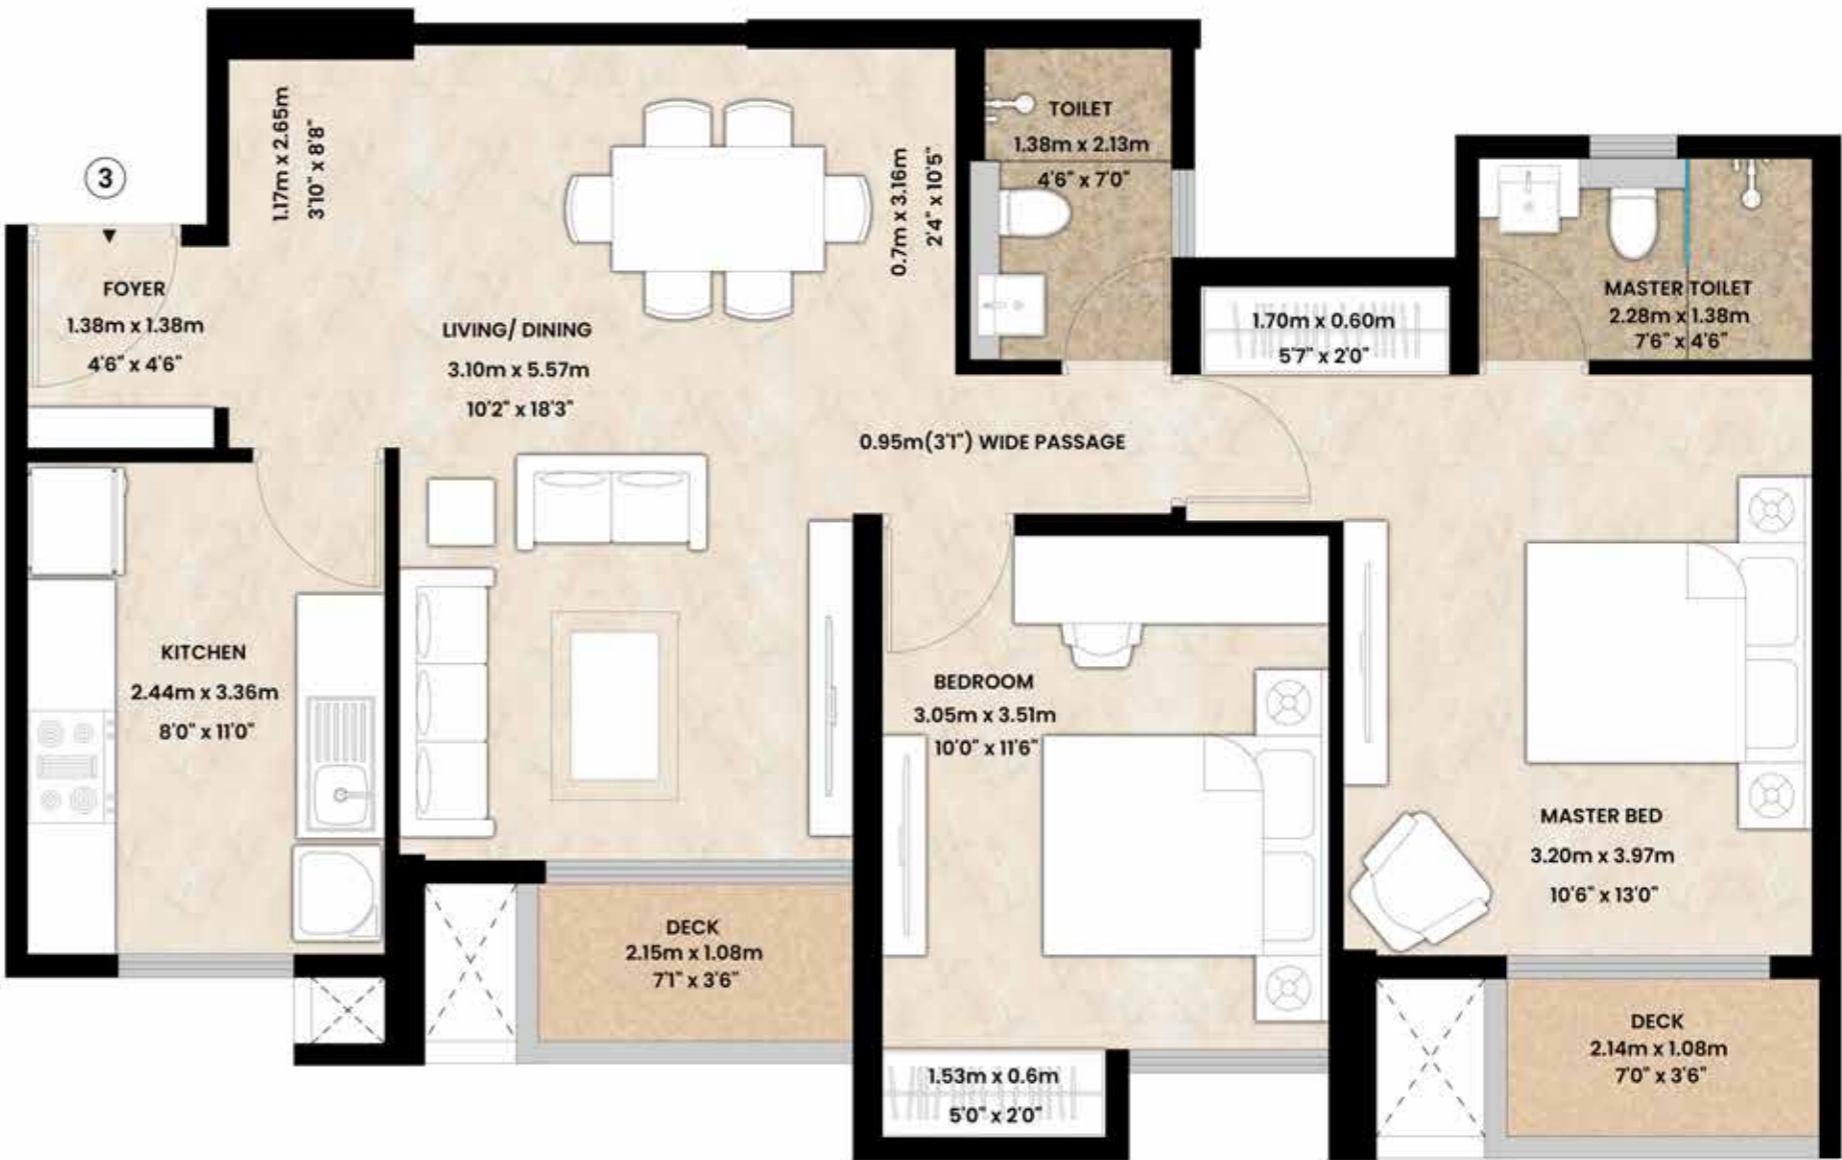 3
FOYER
1.38m x 1.38m
4'6" x 4'6"
1.17m x 2.65m
3'10" x 8'8"
LIVING/ DINING
3.10m x 5.57m
10'2" x 18'3"
0.7m x 3.16m
2'4" x 10'5"
TOILET
1.38m x 2.13m
4'6" x 7'0"
1.70m x 0.60m
5'7" x 2'0"
MASTER TOILET
2.28m x 1.38m
7'6" x 4'6"
0.95m(3'1") WIDE PASSAGE
KITCHEN
2.44m x 3.36m
8'0" x 11'0"
BEDROOM
3.05m x 3.51m
10'0" x 11'6"
MASTER BED
3.20m x 3.97m
10'6" x 13'0"
DECK
2.15m x 1.08m
7'1" x 3'6"
1.53m x 0.6m
5'0" x 2'0"
DECK
2.14m x 1.08m
7'0" x 3'6"